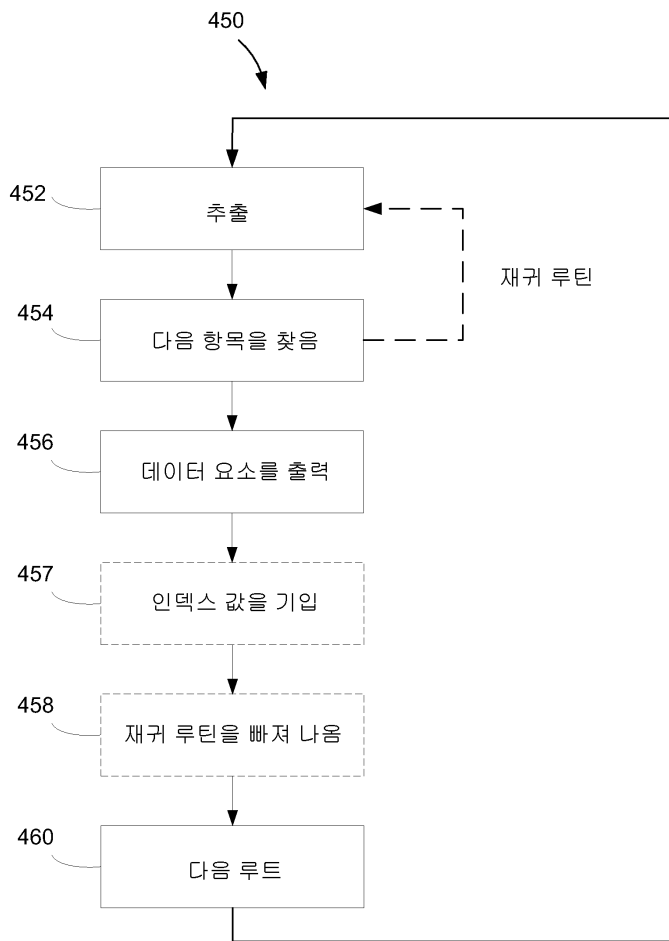 450
452
추출
재귀 루틴
454
다음 항목을 찾음
456
데이터 요소를 출력
457
인덱스 값을 기입
458
재귀 루틴을 빠져 나옴
460
다음 루트